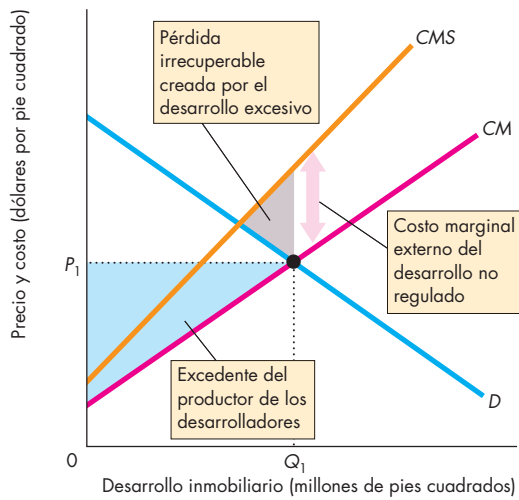 Precio y costo (dólares por pie cuadrado)
Pérdida
irrecuperable
creada por el
desarrollo excesivo
CMS
CM
P1
Costo marginal
externo del
desarrollo no
regulado
Excedente del
productor de los
desarrolladores
D
0
Q1
Desarrollo inmobiliario (millones de pies cuadrados)